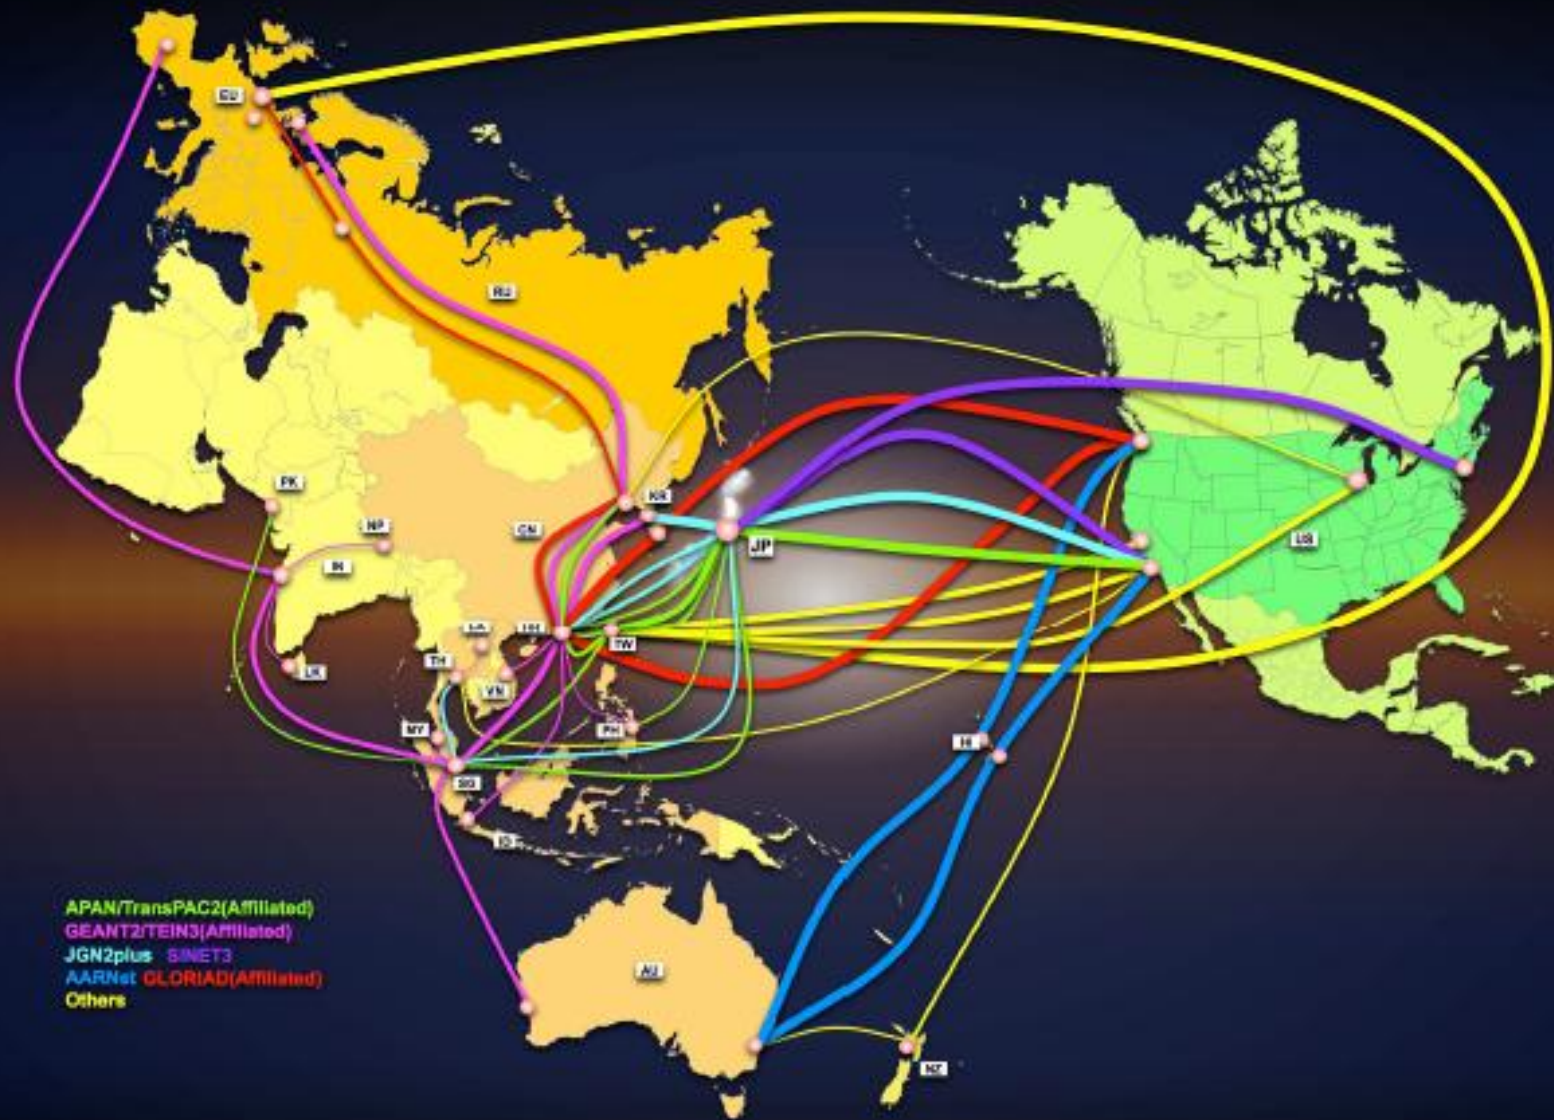 EU
RU
PK
KR
NP
CN
JP
IN
US
LA
HK
TW
TH
LK
VN
MY
PH
HI
SG
ID
APAN/TransPAC2(Affiliated)
GEANT2/TEIN3(Affiliated)
JGN2plus SINET3
AARNet GLORIAD(Affiliated)
Others
AU
NZ